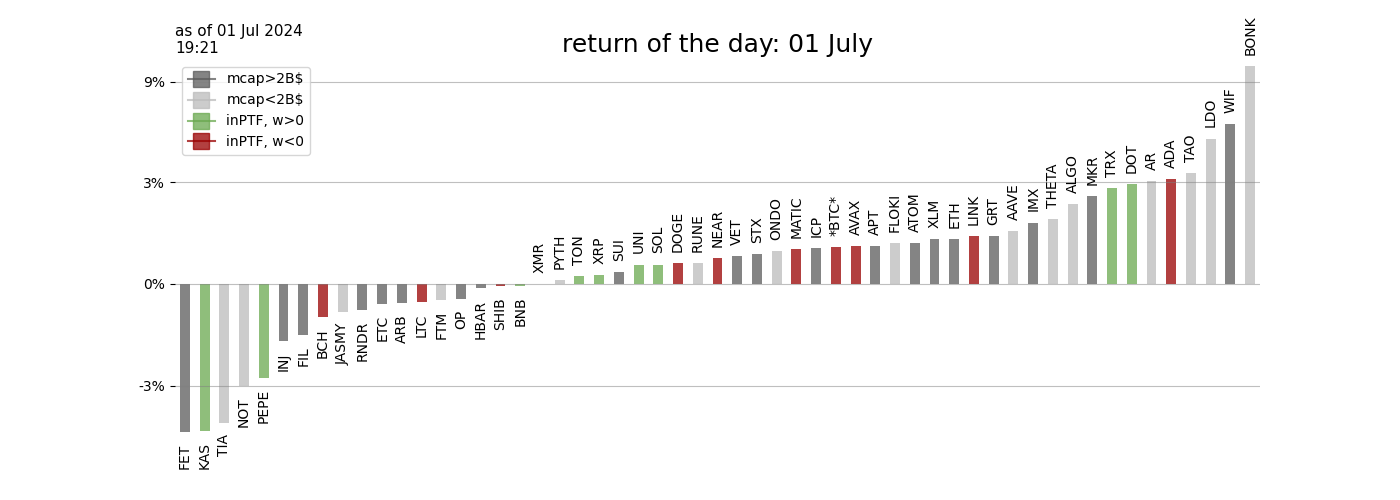 as of 01 Jul 2024
19:21
return of the day: 01 July
mcap>2B$
mcap<2B$
inPTF, w>0
inPTF, w<0
9%
3%
0%
-3%
FET
KAS
TIA
NOT
PEPE
INJ
FIL
BCH
JASMY
RNDR
ETC
ARB
LTC
FTM
OP
HBAR
SHIB
BNB
XMR
PYTH
TON
XRP
SUI
UNI
SOL
DOGE
RUNE
NEAR
VET
STX
ONDO
MATIC
ICP
*BTC*
AVAX
APT
FLOKI
ATOM
XLM
ETH
LINK
GRT
AAVE
IMX
THETA
ALGO
MKR
TRX
DOT
AR
ADA
TAO
LDO
WIF
BONK